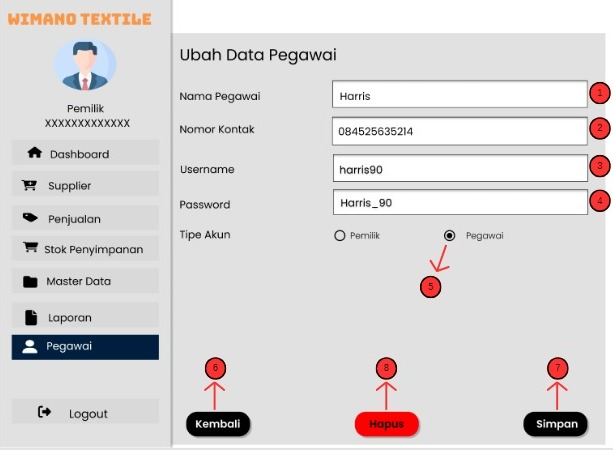 WIMANO TEXTILE
Pemilik
XXXXXXXXXXXXX
Dashboard
Supplier
Penjualan
Stok Penyimpanan
Master Data
Laporan
Pegawai
Logout
Ubah Data Pegawai
Nama Pegawai Harris 1
Nomor Kontak 084525635214 2
Username harris90 3
Password Harris_90 4
Tipe Akun Pemilik Pegawai
5
6 8 7
Kembali Hapus Simpan